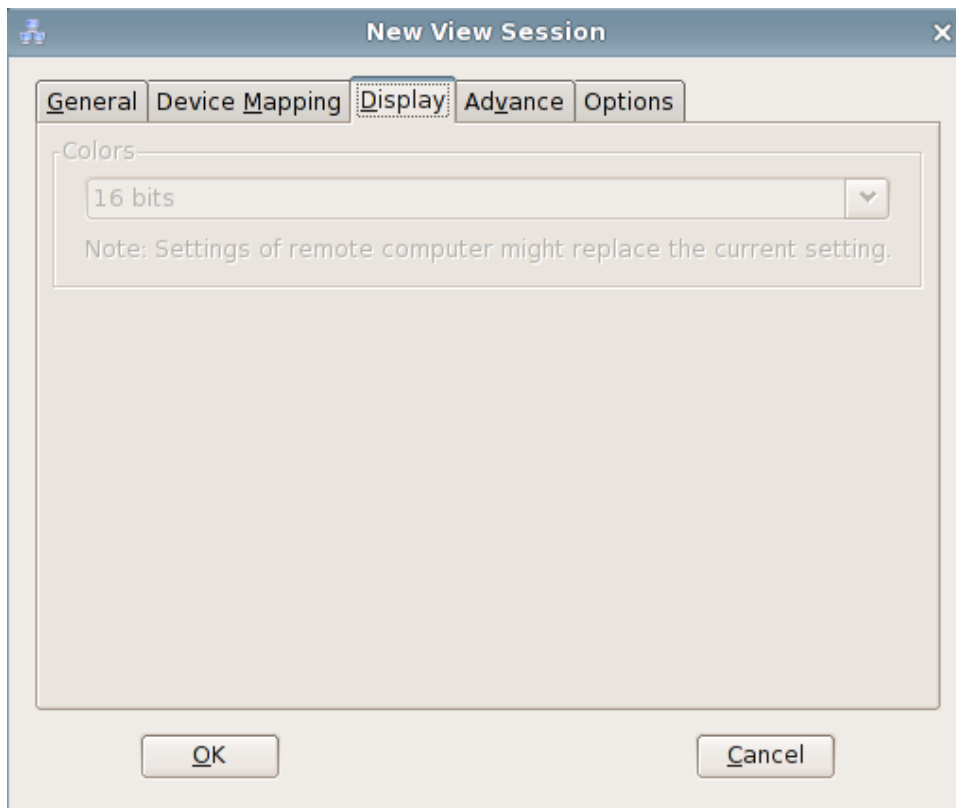 New View Session
General Device Mapping Display Advance Options
Colors
16 bits
Note: Settings of remote computer might replace the current setting.
OK Cancel